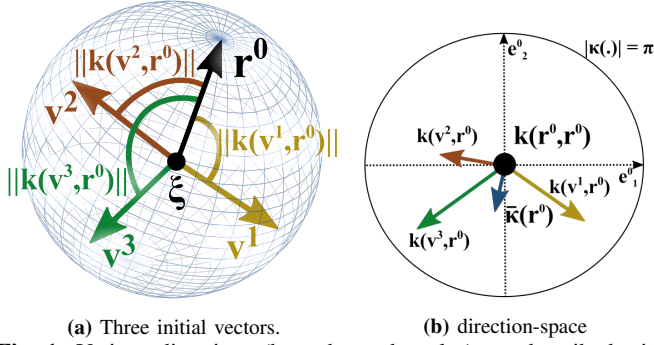 r⁰
||k(v²,r⁰)||
v²
||k(v¹,r⁰)||
||k(v³,r⁰)||
ξ
v³
v¹
(a) Three initial vectors.
e⁰₂
|κ(.)| = π
k(v²,r⁰)
k(r⁰,r⁰)
e⁰₁
k(v¹,r⁰)
κ̄(r⁰)
k(v³,r⁰)
(b) direction-space